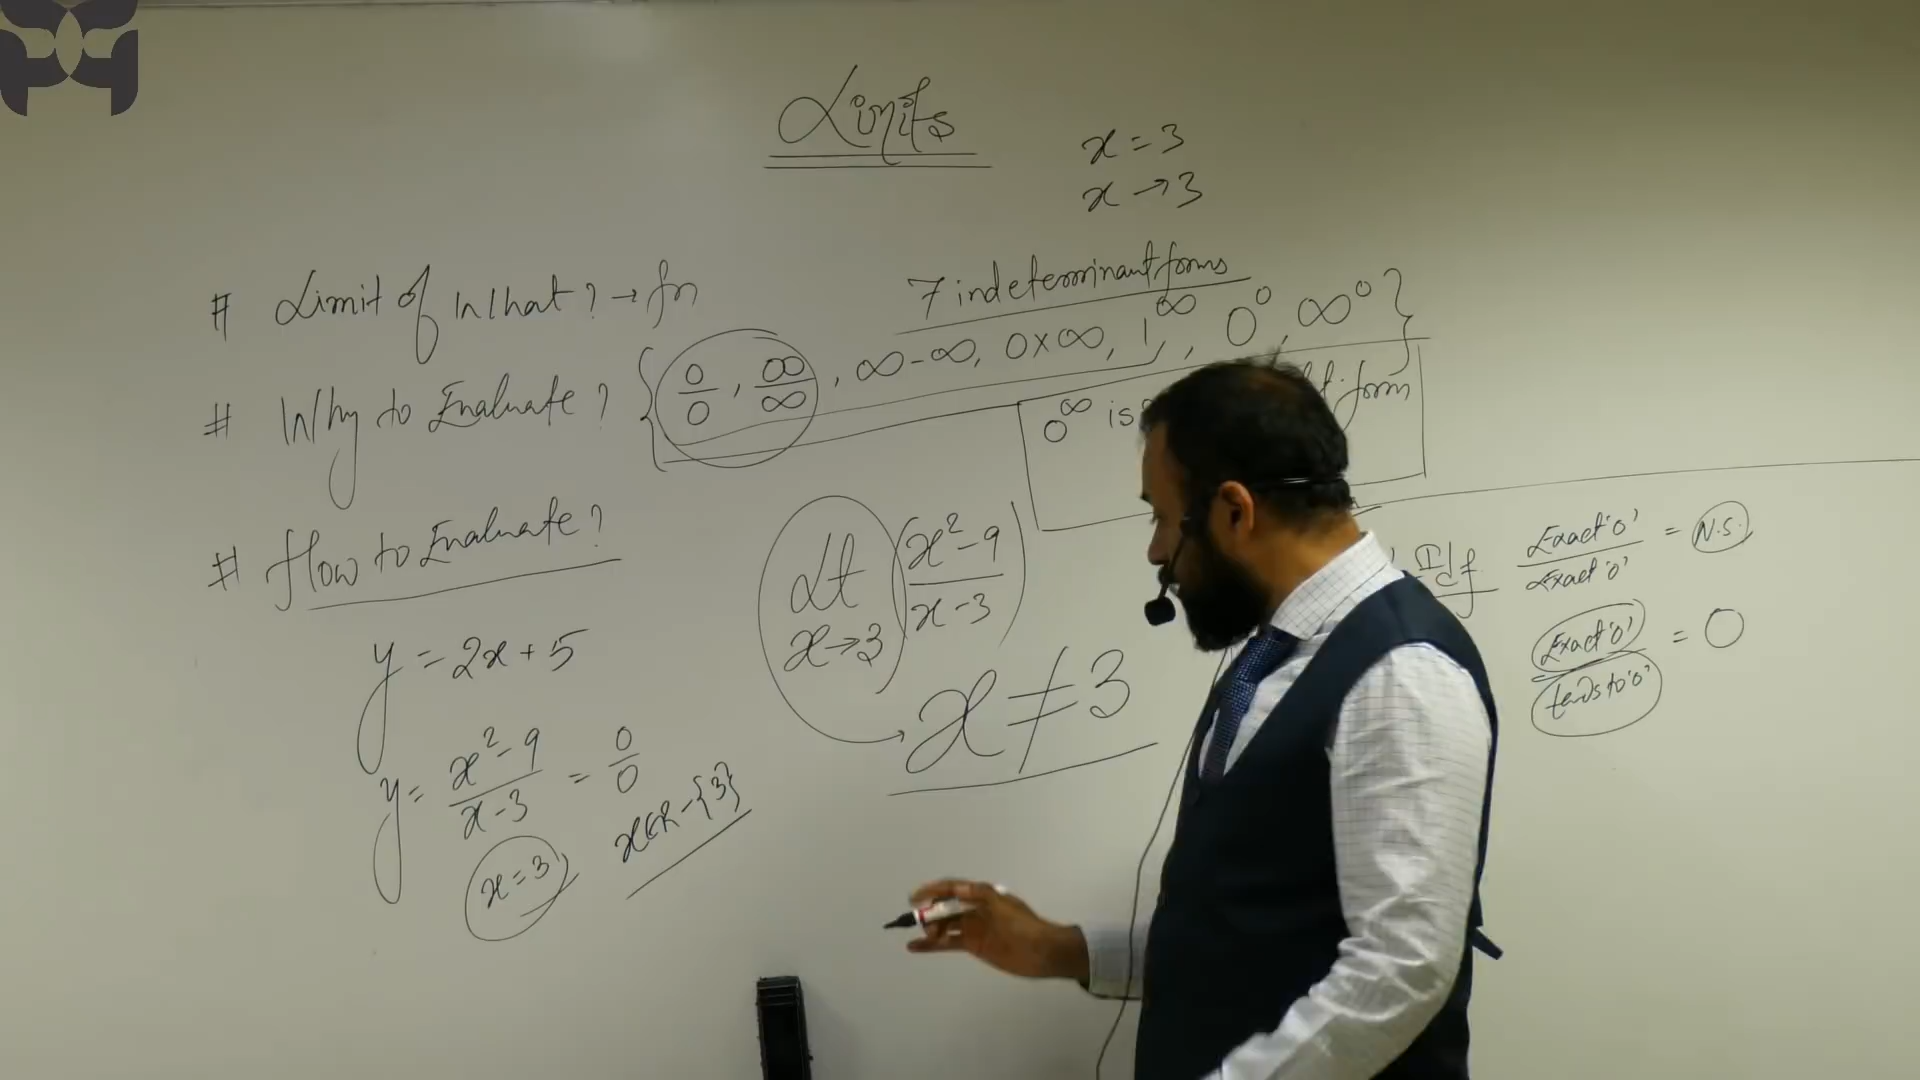 Limits
x = 3
x → 3
# Limit of What? → fn
7 indeterminant forms
# Why to Evaluate? { 0/0, ∞/∞, ∞-∞, 0×∞, 1^∞, 0^0, ∞^0 }
0^∞ is form
# How to Evaluate?
Lt x→3 (x²-9 / x-3)
x ≠ 3
y = 2x + 5
y = x²-9 / x-3 = 0/0
x = 3
x ∈ R - {3}
Exact '0' / Exact '0' = N.S.
Exact '0' / tends to '0' = 0